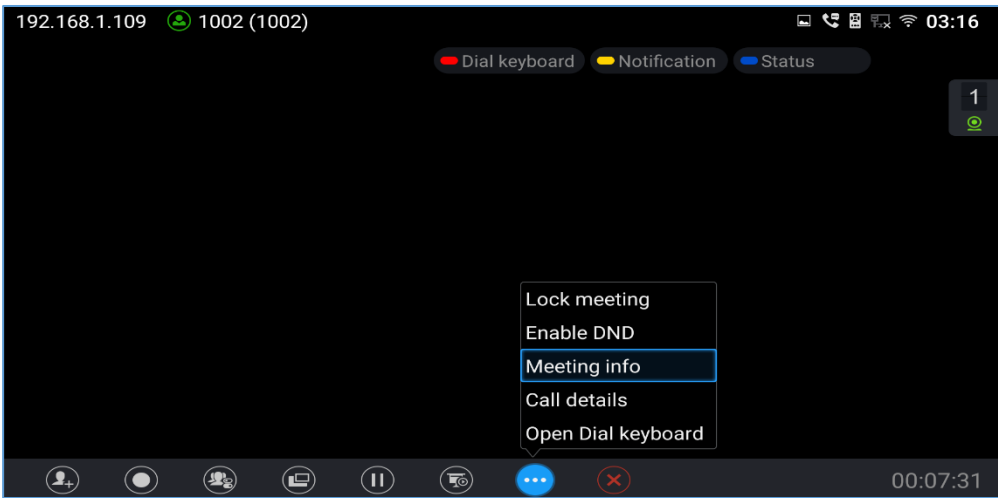 192.168.1.109 1002 (1002) 03:16
Dial keyboard Notification Status
1
Lock meeting
Enable DND
Meeting info
Call details
Open Dial keyboard
00:07:31